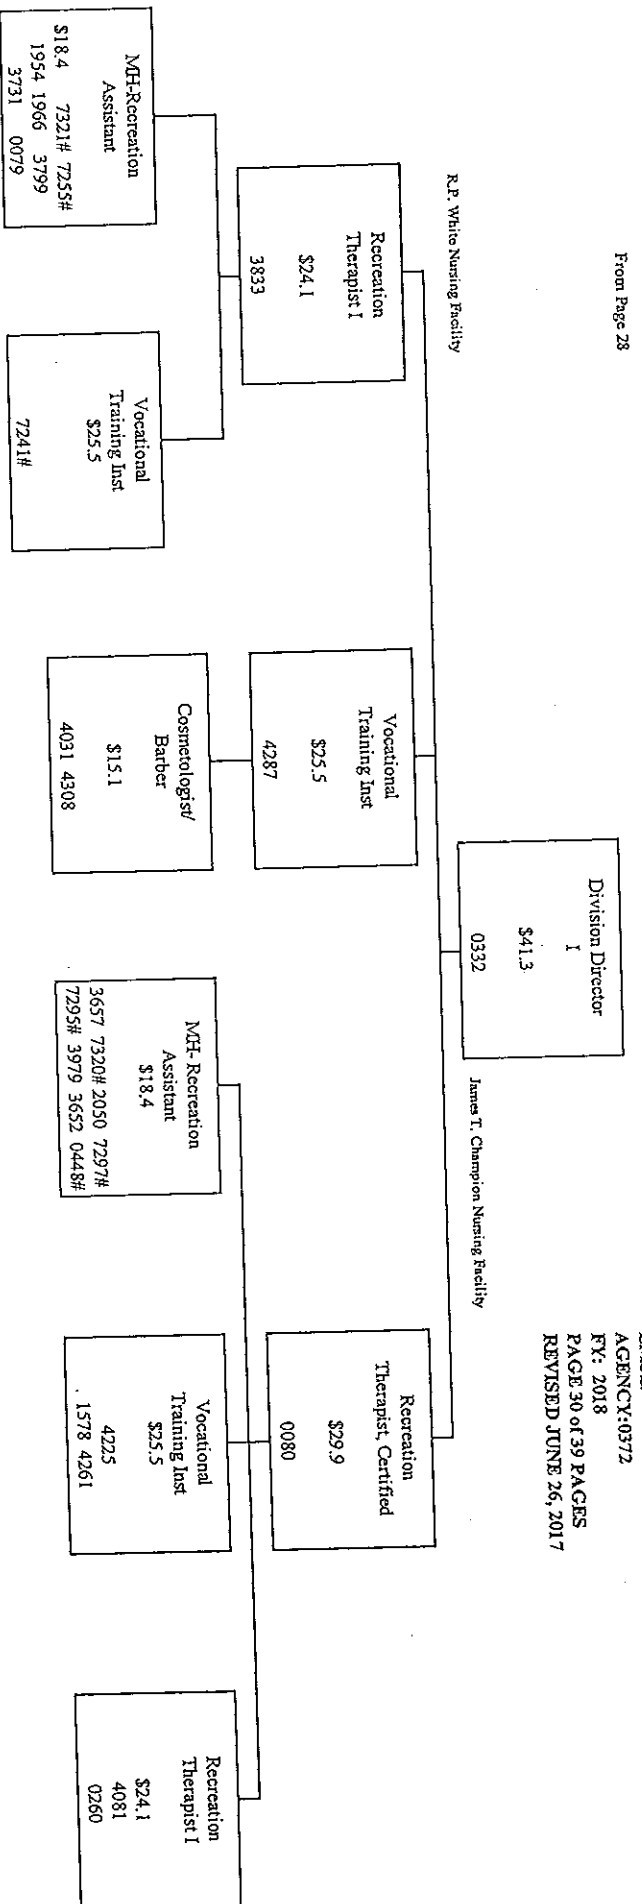 From Page 28
AGENCY:0372
FY: 2018
PAGE 30 of 39 PAGES
REVISED JUNE 26, 2017
Division Director
I
$41.3
0332
R.P. White Nursing Facility
James T. Champion Nursing Facility
Recreation
Therapist I
$24.1
3833
Vocational
Training Inst
$25.5
4287
Recreation
Therapist, Certified
$29.9
0080
MH-Recreation
Assistant
$18.4 7321# 7255#
1954 1966 3799
3731 0079
Vocational
Training Inst
$25.5
7241#
Cosmetologist/
Barber
$15.1
4031 4308
MH- Recreation
Assistant
$18.4
3657 7320# 2050 7297#
7295# 3979 3652 0448#
Vocational
Training Inst
$25.5
4225
1578 4261
Recreation
Therapist I
$24.1
4081
0260